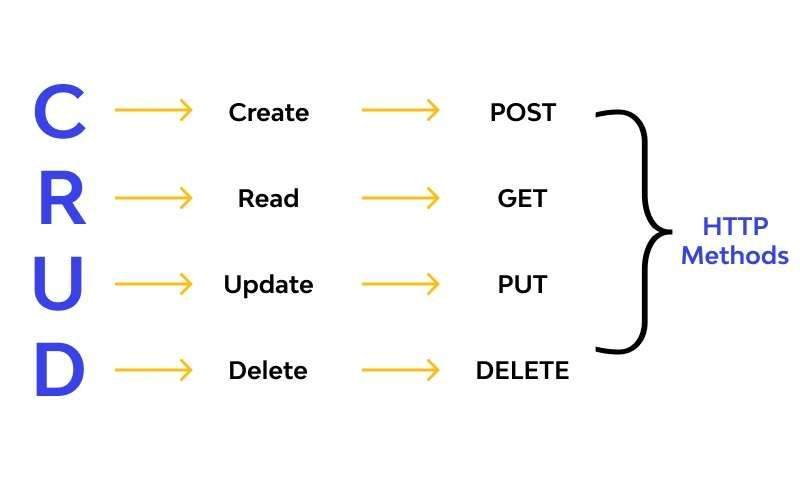 C Create POST
R Read GET
U Update PUT
D Delete DELETE
HTTP
Methods